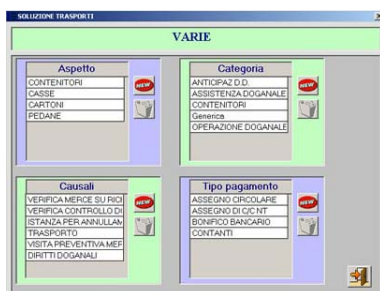 SOLUZIONE TRASPORTI
VARIE
Aspetto
CONTENITORI
CASSE
CARTONI
PEDANE
NEW
Categoria
ANTICIPAZ D.D.
ASSISTENZA DOGANALE
CONTENITORI
Generica
OPERAZIONE DOGANALE
NEW
Causali
VERIFICA MERCE SU RICI
VERIFICA CONTROLLO DI
ISTANZA PER ANNULLAM
TRASPORTO
VISITA PREVENTIVA MER
DIRITTI DOGANALI
NEW
Tipo pagamento
ASSEGNO CIRCOLARE
ASSEGNO DI C/C NT
BONIFICO BANCARIO
CONTANTI
NEW